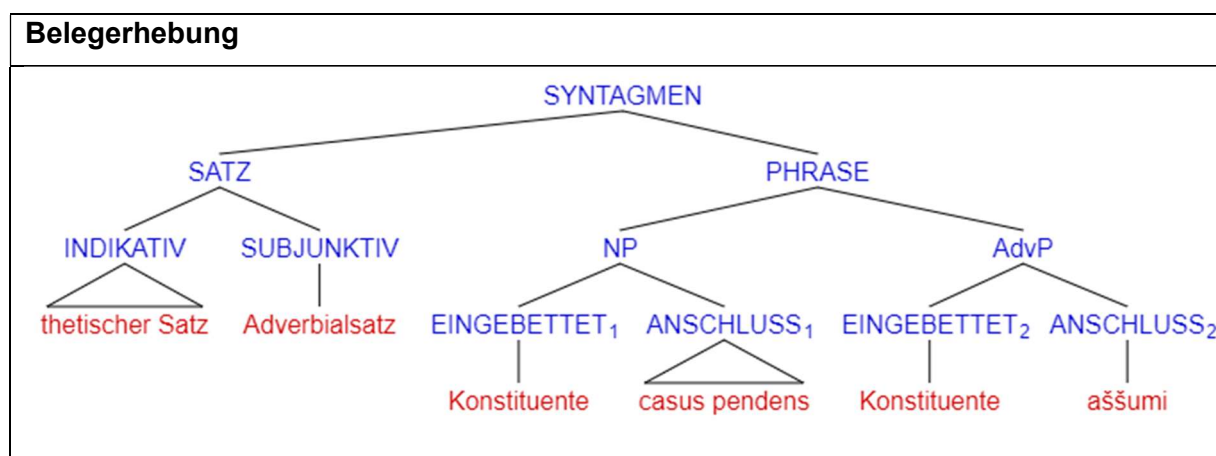 Belegerhebung
SYNTAGMEN
SATZ PHRASE
INDIKATIV SUBJUNKTIV NP AdvP
thetischer Satz Adverbialsatz EINGEBETTET₁ ANSCHLUSS₁ EINGEBETTET₂ ANSCHLUSS₂
Konstituente casus pendens Konstituente aššumi